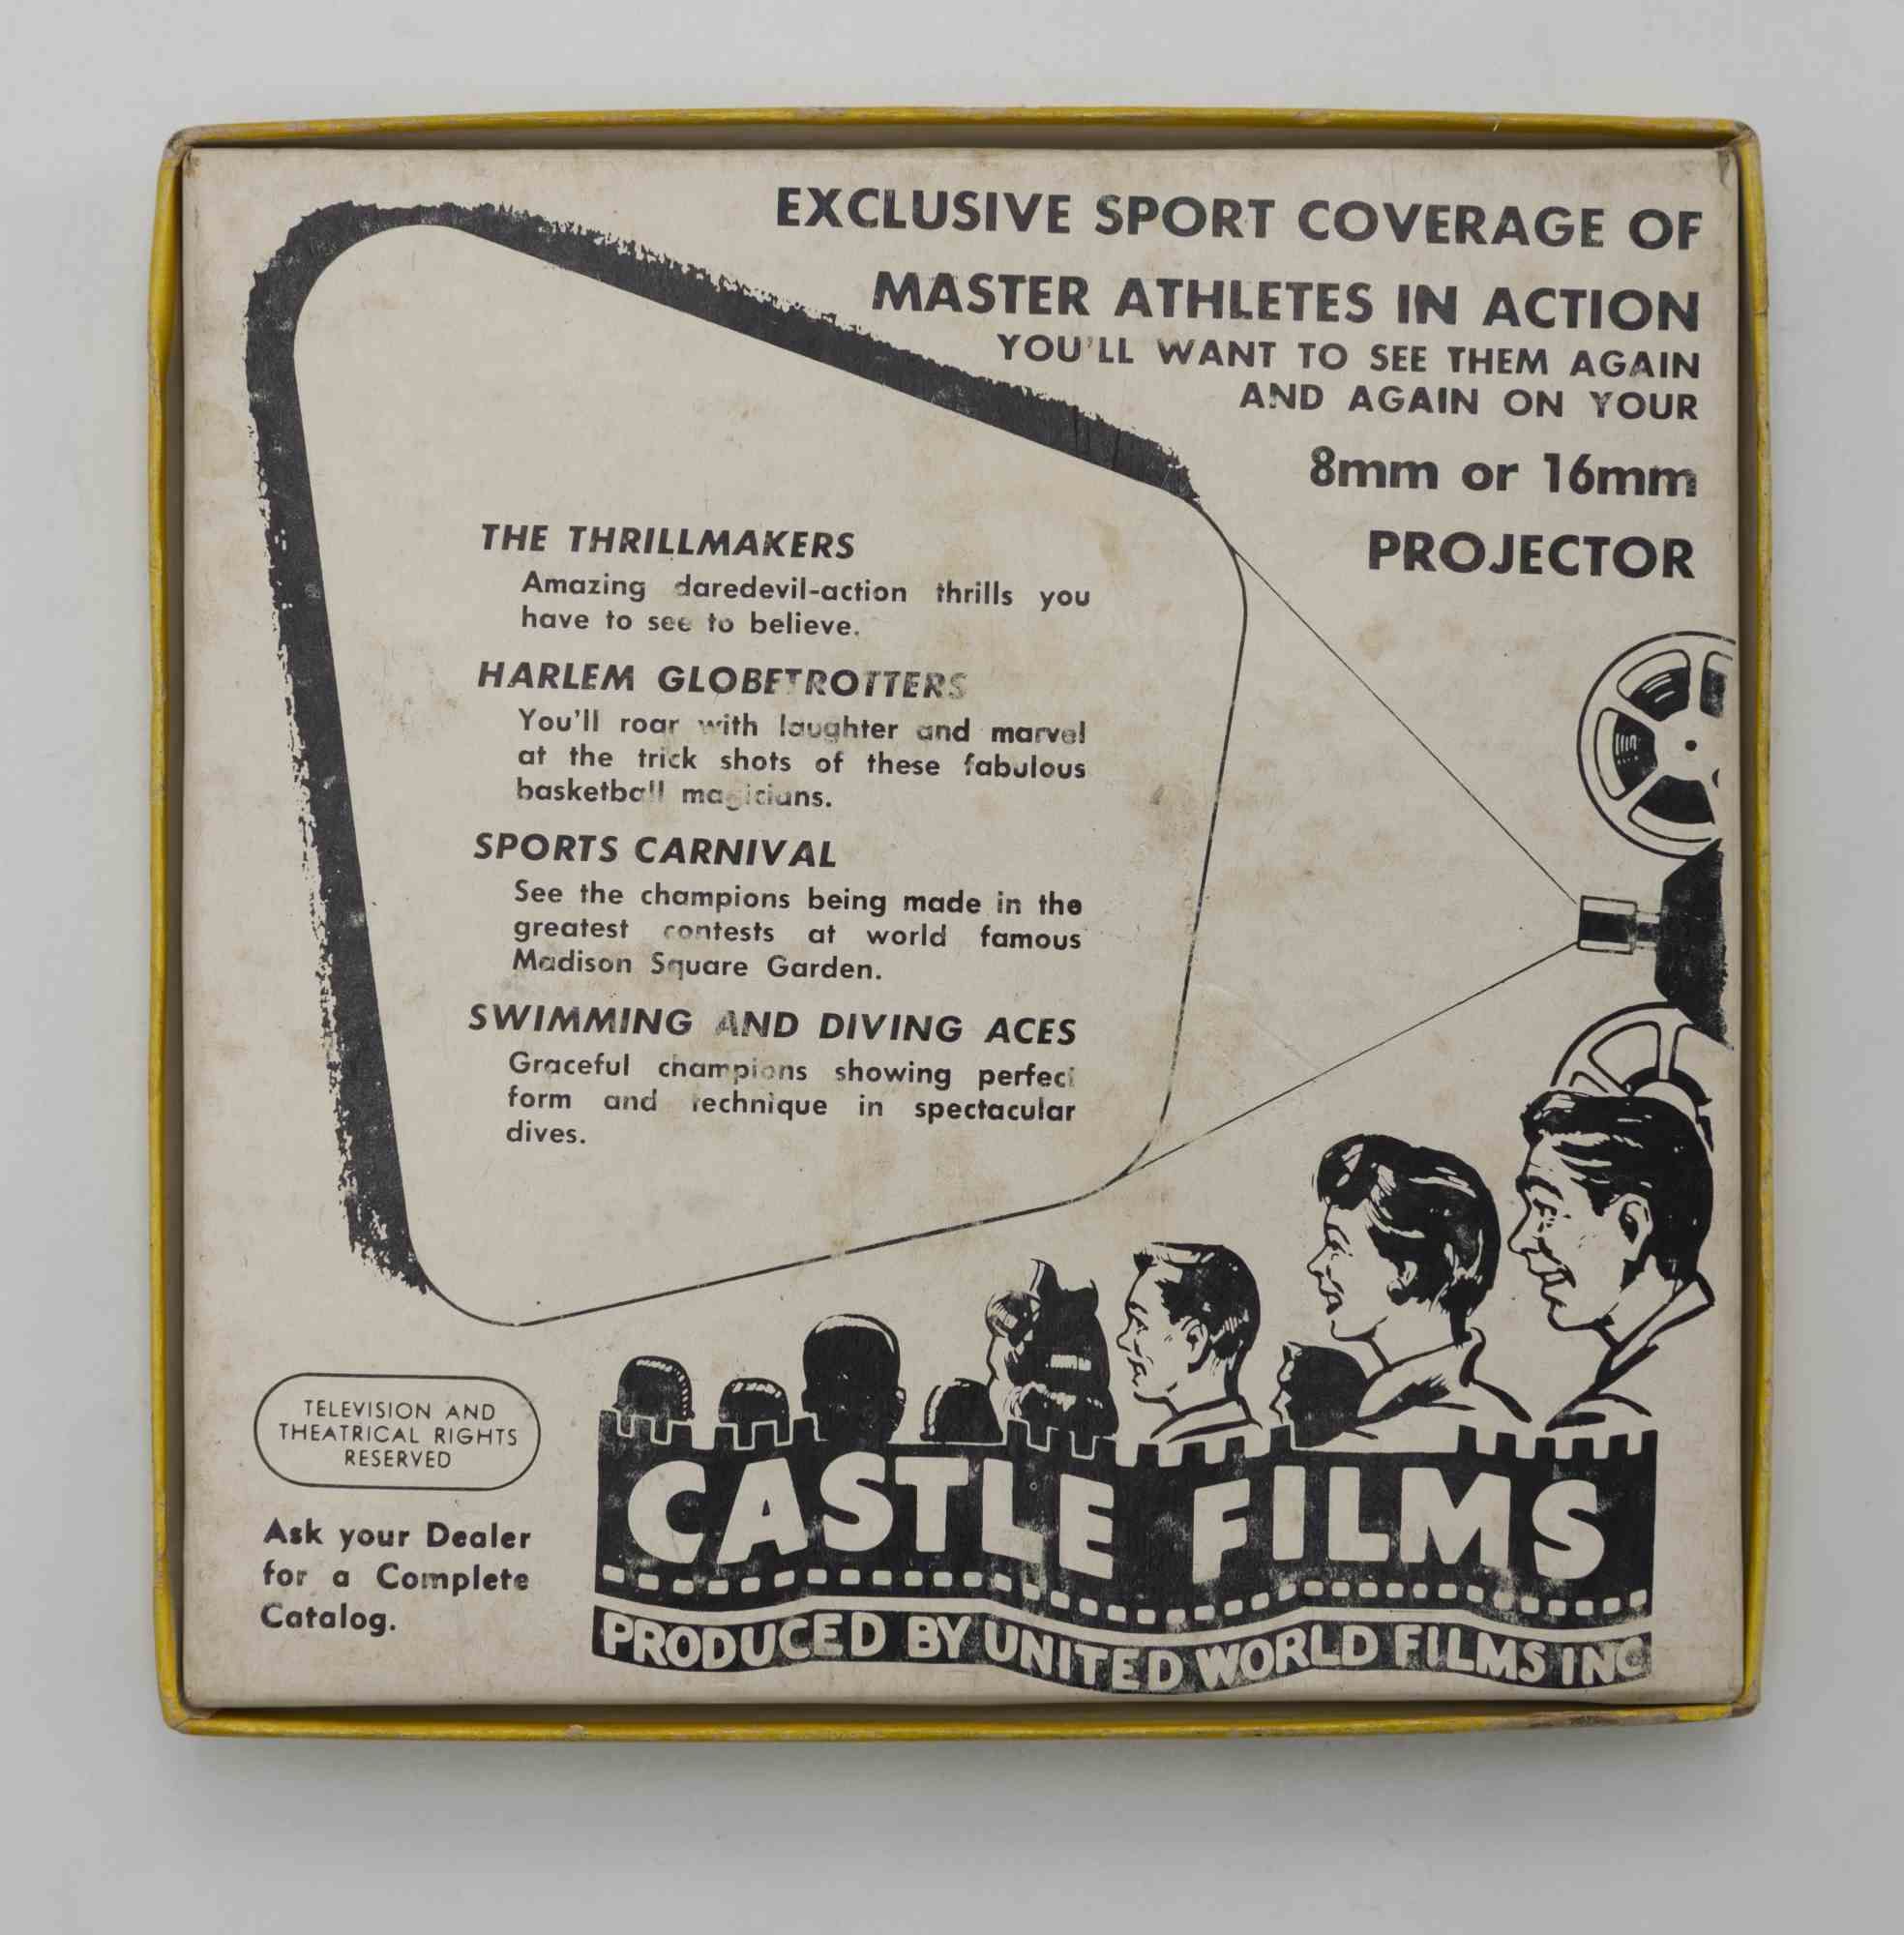 EXCLUSIVE SPORT COVERAGE OF
MASTER ATHLETES IN ACTION
YOU'LL WANT TO SEE THEM AGAIN
AND AGAIN ON YOUR
8mm or 16mm
PROJECTOR
THE THRILLMAKERS
Amazing daredevil-action thrills you
have to see to believe.
HARLEM GLOBETROTTERS
You'll roar with laughter and marvel
at the trick shots of these fabulous
basketball magicians.
SPORTS CARNIVAL
See the champions being made in the
greatest contests at world famous
Madison Square Garden.
SWIMMING AND DIVING ACES
Graceful champions showing perfect
form and technique in spectacular
dives.
TELEVISION AND
THEATRICAL RIGHTS
RESERVED
Ask your Dealer
for a Complete
Catalog.
CASTLE FILMS
PRODUCED BY UNITED WORLD FILMS INC